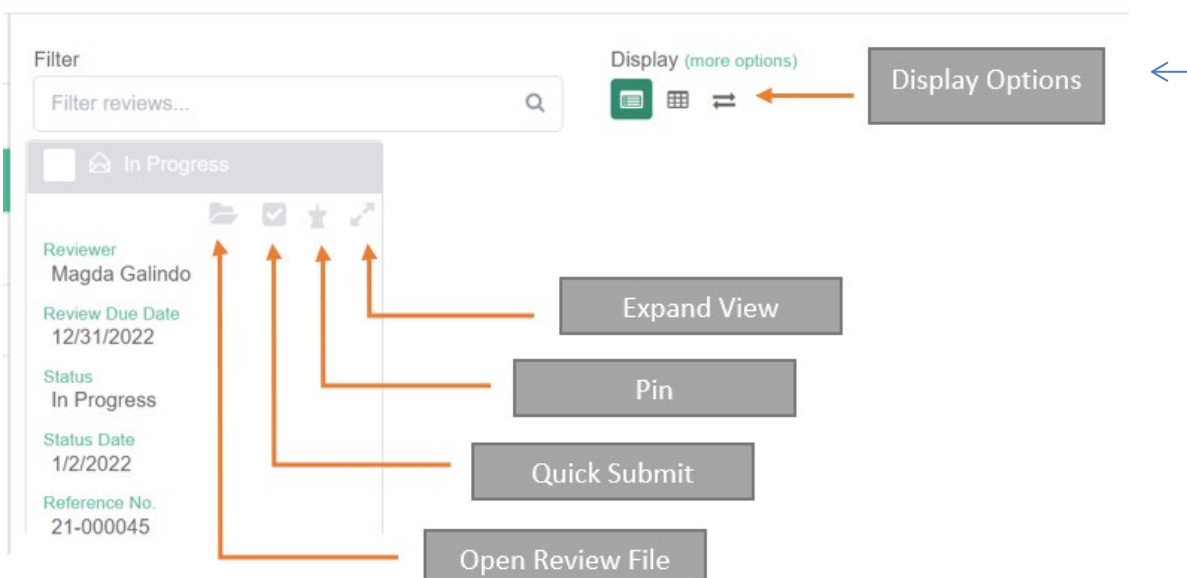 Filter
Display (more options)
Display Options
Filter reviews...
In Progress
Reviewer
Magda Galindo
Review Due Date
12/31/2022
Expand View
Status
In Progress
Pin
Status Date
1/2/2022
Quick Submit
Reference No.
21-000045
Open Review File